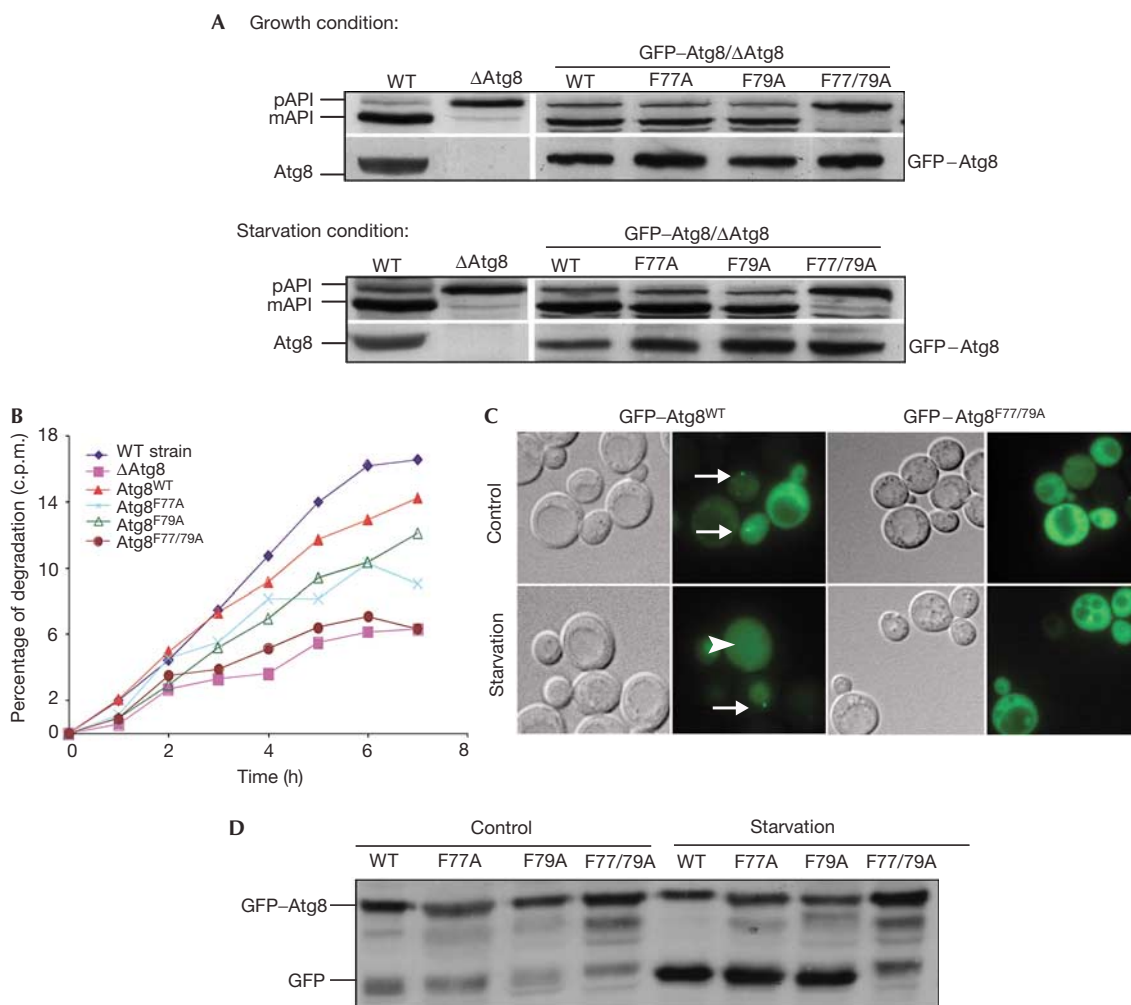 A Growth condition:
GFP–Atg8/ΔAtg8
WT ΔAtg8 WT F77A F79A F77/79A
pAPI
mAPI
Atg8
GFP–Atg8
Starvation condition:
GFP–Atg8/ΔAtg8
WT ΔAtg8 WT F77A F79A F77/79A
pAPI
mAPI
Atg8
GFP–Atg8
B
Percentage of degradation (c.p.m.)
18
14
10
6
2
0
0 2 4 6 8
Time (h)
WT strain
ΔAtg8
Atg8WT
Atg8F77A
Atg8F79A
Atg8F77/79A
C
GFP–Atg8WT GFP–Atg8F77/79A
Control
Starvation
D
Control Starvation
WT F77A F79A F77/79A WT F77A F79A F77/79A
GFP–Atg8
GFP